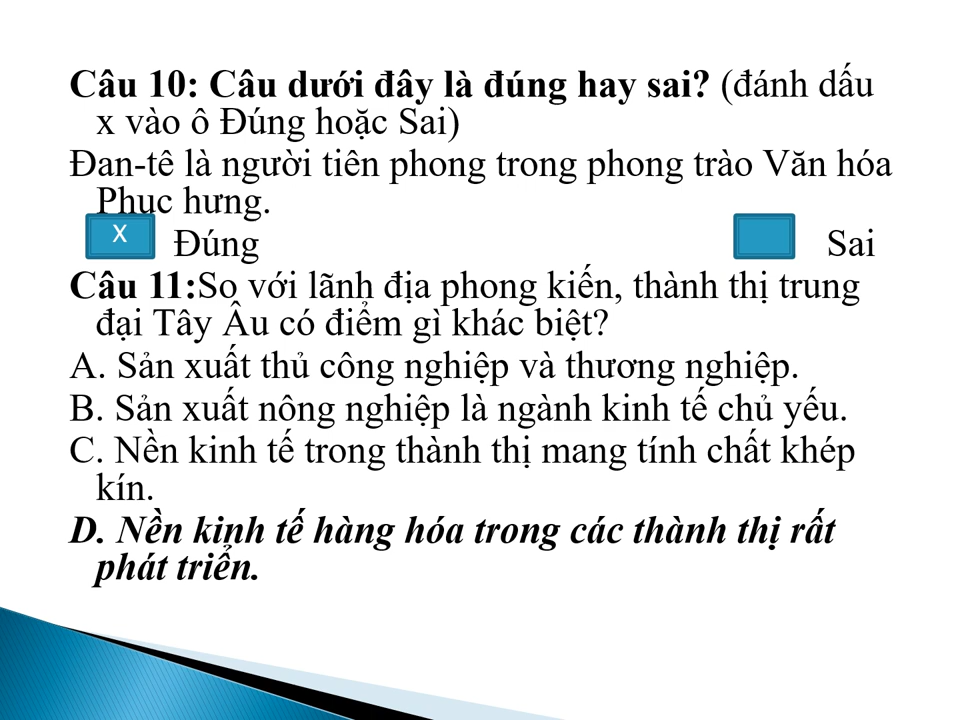 Câu 10: Câu dưới đây là đúng hay sai? (đánh dấu
x vào ô Đúng hoặc Sai)
Đan-tê là người tiên phong trong phong trào Văn hóa
Phục hưng.
X Đúng Sai
Câu 11:So với lãnh địa phong kiến, thành thị trung
đại Tây Âu có điểm gì khác biệt?
A. Sản xuất thủ công nghiệp và thương nghiệp.
B. Sản xuất nông nghiệp là ngành kinh tế chủ yếu.
C. Nền kinh tế trong thành thị mang tính chất khép
kín.
D. Nền kinh tế hàng hóa trong các thành thị rất
phát triển.